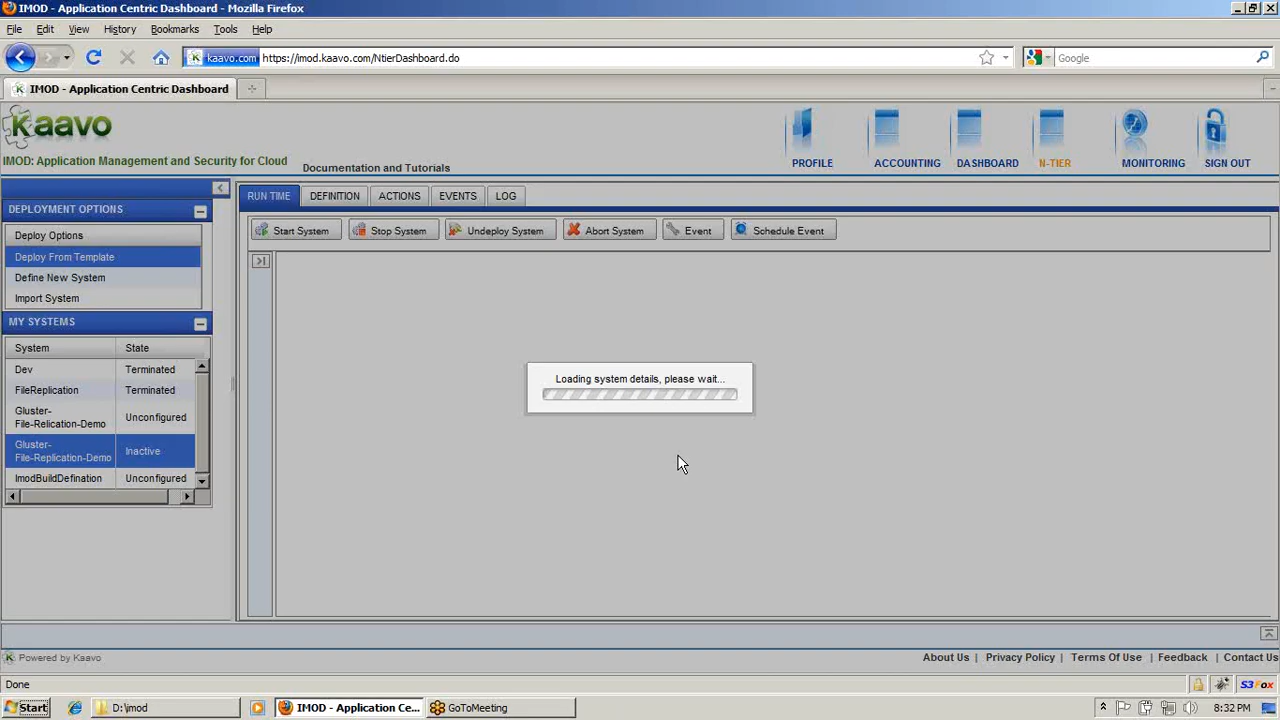 IMOD - Application Centric Dashboard - Mozilla Firefox
File Edit View History Bookmarks Tools Help
kaavo.com https://imod.kaavo.com/NtierDashboard.do
Google
IMOD - Application Centric Dashboard
kaavo
IMOD: Application Management and Security for Cloud
Documentation and Tutorials
PROFILE ACCOUNTING DASHBOARD N-TIER MONITORING SIGN OUT
DEPLOYMENT OPTIONS
Deploy Options
Deploy From Template
Define New System
Import System
MY SYSTEMS
System State
Dev Terminated
FileReplication Terminated
Gluster-
File-Relication-Demo Unconfigured
Gluster-
File-Replication-Demo Inactive
ImodBuildDefination Unconfigured
RUN TIME DEFINITION ACTIONS EVENTS LOG
Start System Stop System Undeploy System Abort System Event Schedule Event
Loading system details, please wait...
Powered by Kaavo
About Us Privacy Policy Terms Of Use Feedback Contact Us
Done
S3Fox
Start D:\imod IMOD - Application Ce... GoToMeeting 8:32 PM